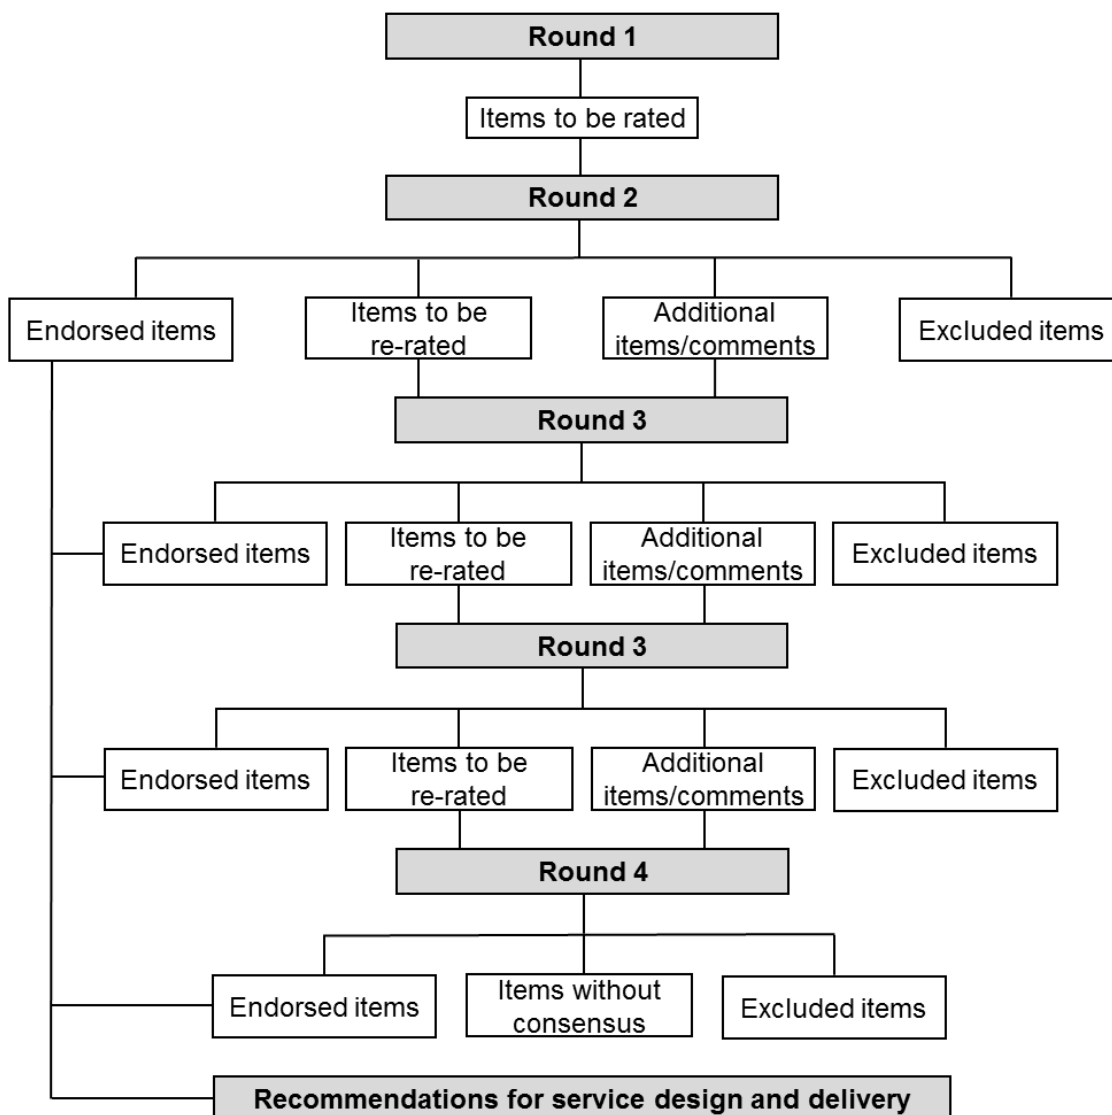 Round 1
Items to be rated
Round 2
Endorsed items
Items to be
re-rated
Additional
items/comments
Excluded items
Round 3
Endorsed items
Items to be
re-rated
Additional
items/comments
Excluded items
Round 3
Endorsed items
Items to be
re-rated
Additional
items/comments
Excluded items
Round 4
Endorsed items
Items without
consensus
Excluded items
Recommendations for service design and delivery